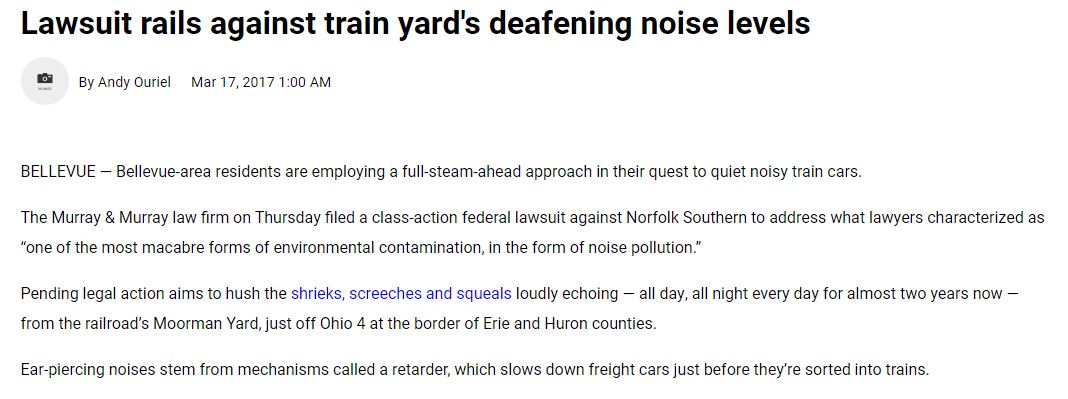 Lawsuit rails against train yard's deafening noise levels
By Andy Ouriel Mar 17, 2017 1:00 AM
BELLEVUE — Bellevue-area residents are employing a full-steam-ahead approach in their quest to quiet noisy train cars.
The Murray & Murray law firm on Thursday filed a class-action federal lawsuit against Norfolk Southern to address what lawyers characterized as
“one of the most macabre forms of environmental contamination, in the form of noise pollution.”
Pending legal action aims to hush the shrieks, screeches and squeals loudly echoing — all day, all night every day for almost two years now —
from the railroad’s Moorman Yard, just off Ohio 4 at the border of Erie and Huron counties.
Ear-piercing noises stem from mechanisms called a retarder, which slows down freight cars just before they’re sorted into trains.